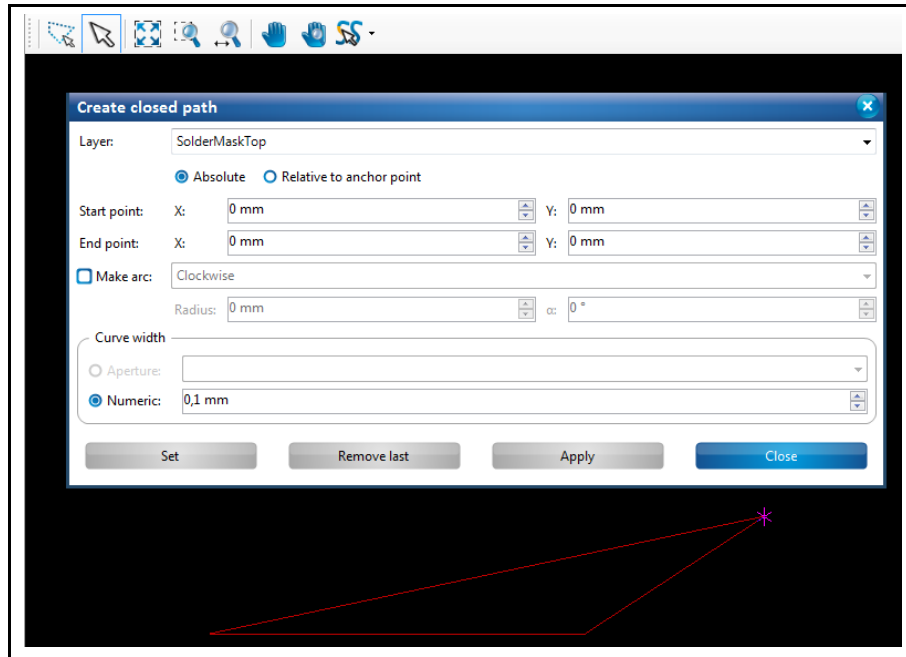 Create closed path
Layer: SolderMaskTop
Absolute Relative to anchor point
Start point: X: 0 mm Y: 0 mm
End point: X: 0 mm Y: 0 mm
Make arc: Clockwise
Radius: 0 mm α: 0 °
Curve width
Aperture:
Numeric: 0,1 mm
Set Remove last Apply Close